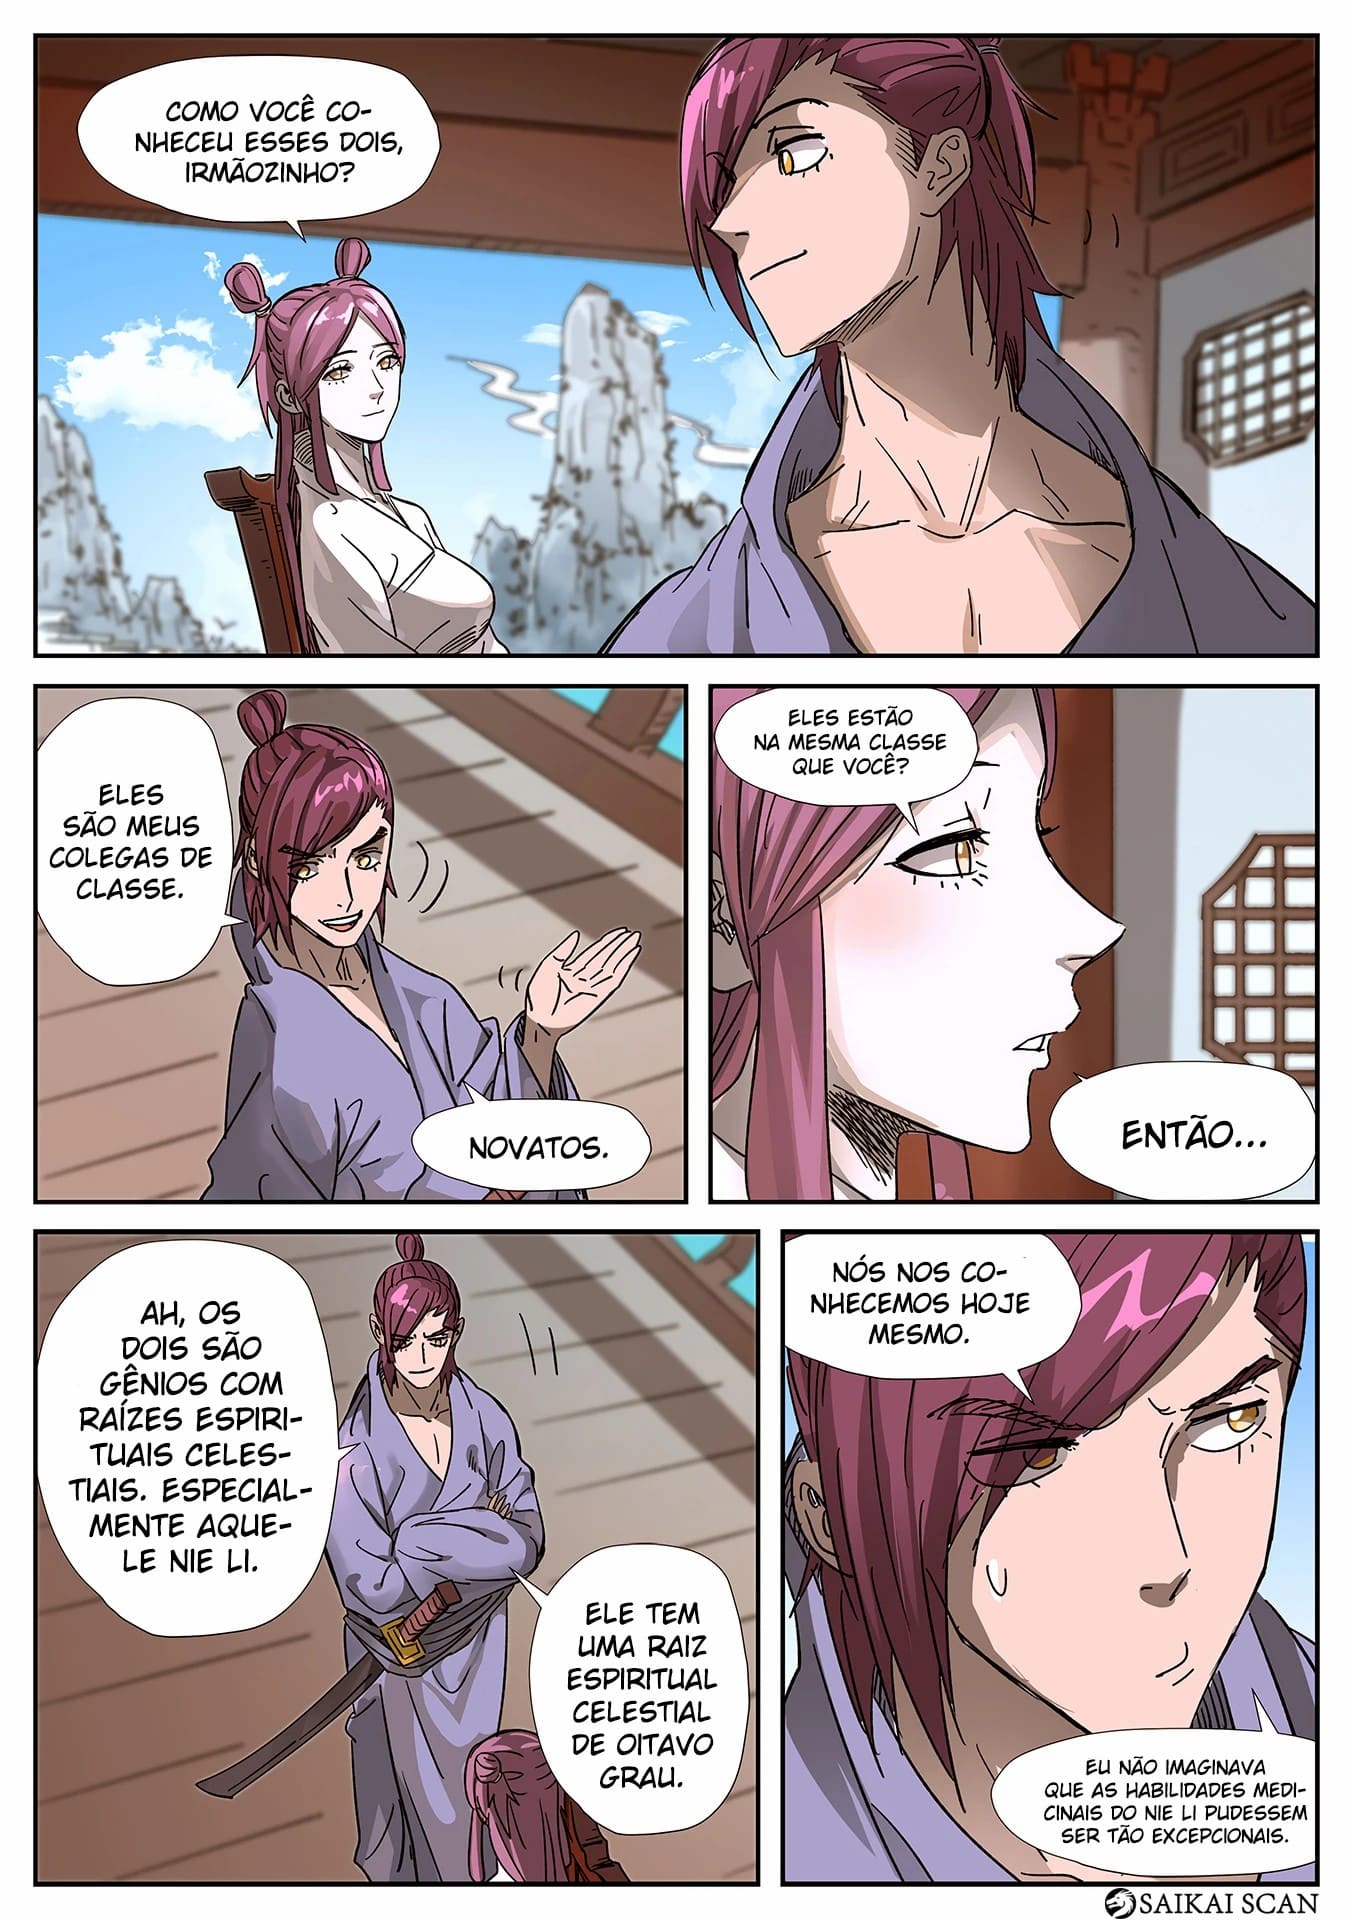 COMO VOCÊ CO-
NHECEU ESSES DOIS,
IRMÃOZINHO?
ELES
SÃO MEUS
COLEGAS DE
CLASSE.
NOVATOS.
ELES ESTÃO
NA MESMA CLASSE
QUE VOCÊ?
ENTÃO...
AH, OS
DOIS SÃO
GÊNIOS COM
RAÍZES ESPIRI-
TUAIS CELES-
TIAIS. ESPECIAL-
MENTE AQUE-
LE NIE LI.
ELE TEM
UMA RAIZ
ESPIRITUAL
CELESTIAL
DE OITAVO
GRAU.
NÓS NOS CO-
NHECEMOS HOJE
MESMO.
EU NÃO IMAGINAVA
QUE AS HABILIDADES MEDI-
CINAIS DO NIE LI PUDESSEM
SER TÃO EXCEPCIONAIS.
SAIKAI SCAN